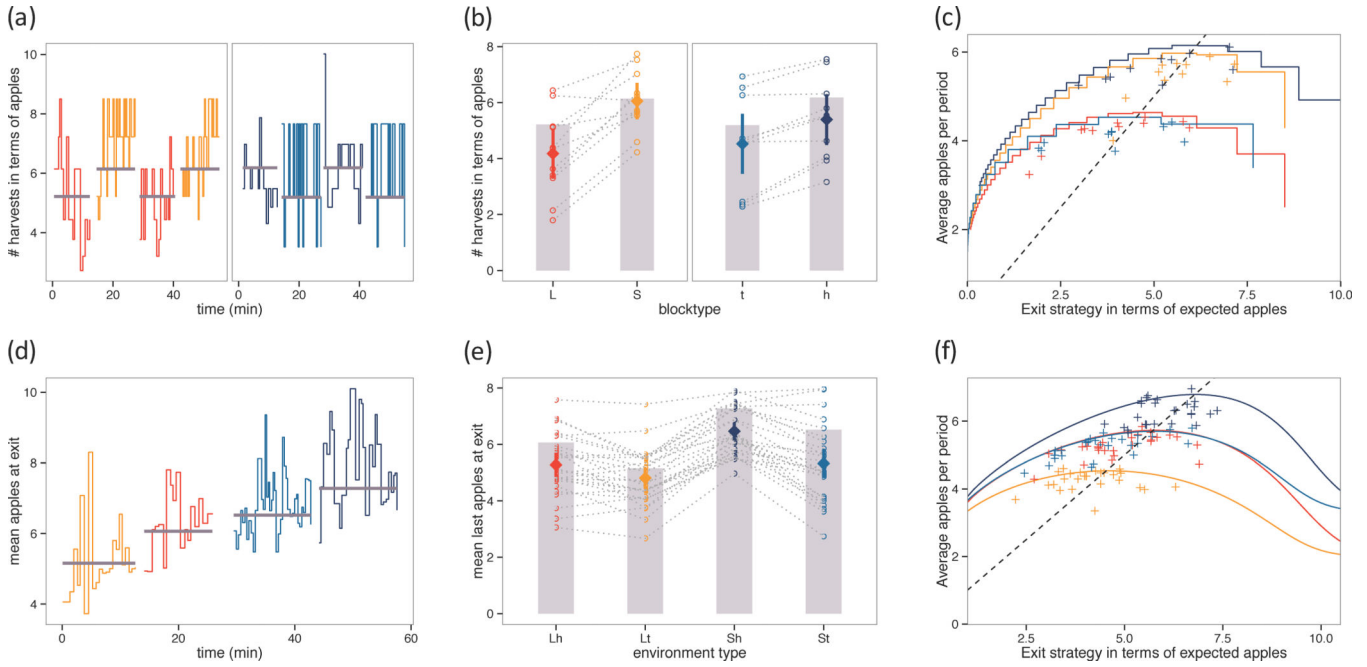 (a)
# harvests in terms of apples
10
8
6
4
0 20 40 0 20 40
time (min)
(b)
# harvests in terms of apples
8
6
4
2
0
L S t h
blocktype
(c)
Average apples per period
6
4
2
0.0 2.5 5.0 7.5 10.0
Exit strategy in terms of expected apples
(d)
mean apples at exit
10
8
6
4
0 20 40 60
time (min)
(e)
mean last apples at exit
8
6
4
2
0
Lh Lt Sh St
environment type
(f)
Average apples per period
6
4
2
0
2.5 5.0 7.5 10.0
Exit strategy in terms of expected apples